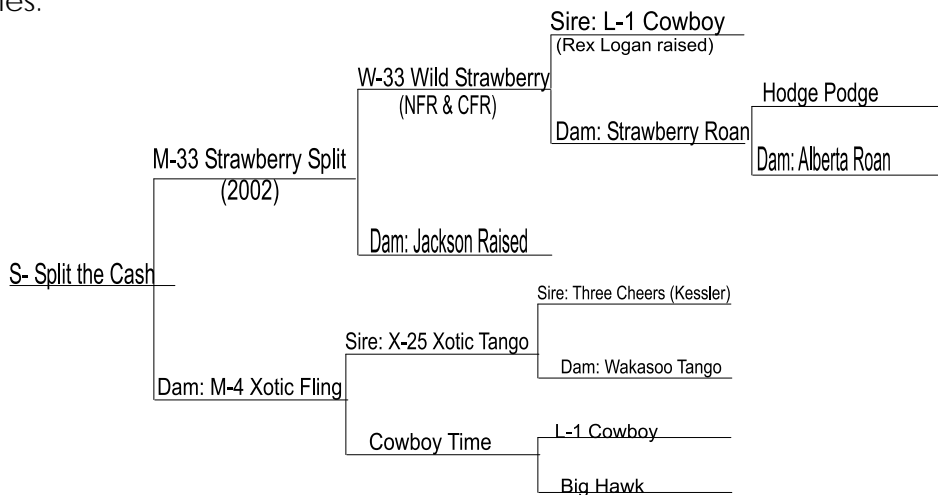 Sire: L-1 Cowboy
(Rex Logan raised)
W-33 Wild Strawberry
(NFR & CFR)
Hodge Podge
Dam: Strawberry Roan
M-33 Strawberry Split
(2002)
Dam: Alberta Roan
Dam: Jackson Raised
S- Split the Cash
Sire: Three Cheers (Kessler)
Sire: X-25 Xotic Tango
Dam: Wakasoo Tango
Dam: M-4 Xotic Fling
L-1 Cowboy
Cowboy Time
Big Hawk